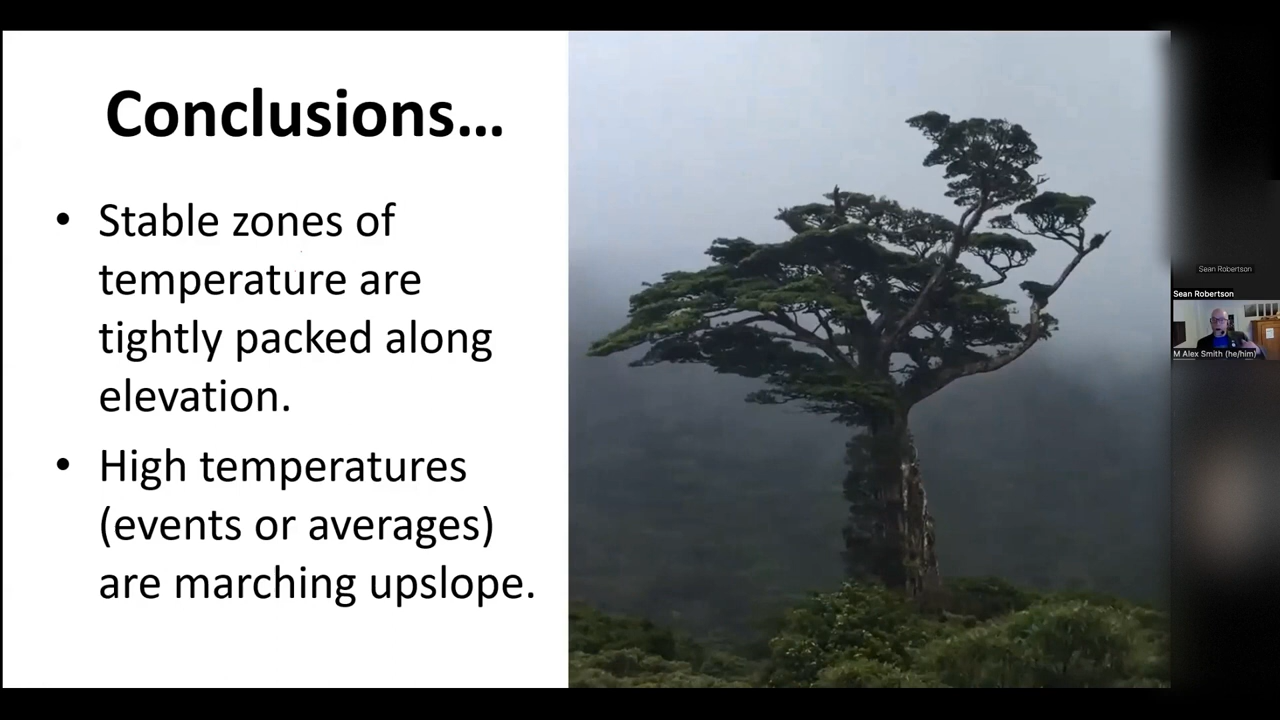 Conclusions...
• Stable zones of
temperature are
tightly packed along
elevation.
• High temperatures
(events or averages)
are marching upslope.
Sean Robertson
Sean Robertson
M Alex Smith (he/him)